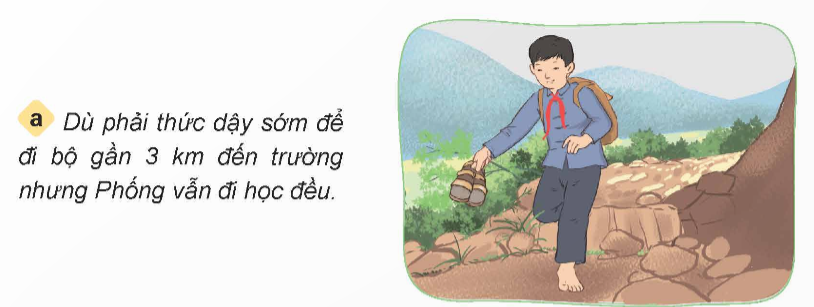 a Dù phải thức dậy sớm để
đi bộ gần 3 km đến trường
nhưng Phống vẫn đi học đều.